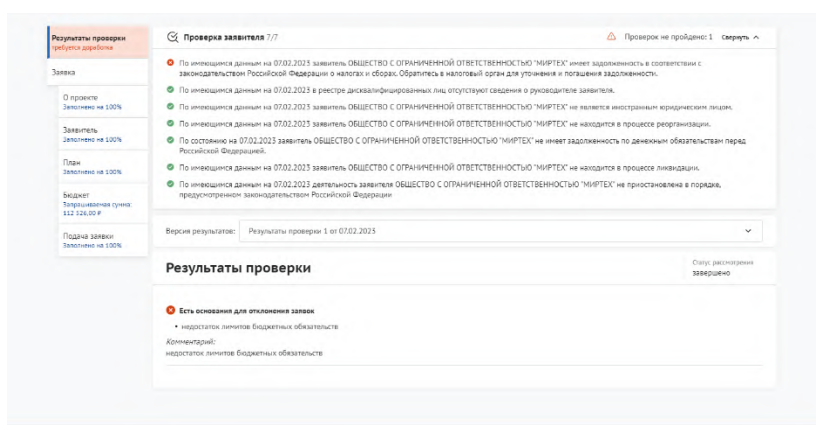 Результаты проверки
требуется доработка
Заявка
О проекте
Заполнено на 100%
Заявитель
Заполнено на 100%
План
Заполнено на 100%
Бюджет
Запрашиваемая сумма:
112 526,00 ₽
Подача заявки
Заполнено на 100%
Проверка заявителя 7/7
Проверок не пройдено: 1 Свернуть
По имеющимся данным на 07.02.2023 заявитель ОБЩЕСТВО С ОГРАНИЧЕННОЙ ОТВЕТСТВЕННОСТЬЮ "МИРТЕХ" имеет задолженность в соответствии с
законодательством Российской Федерации о налогах и сборах. Обратитесь в налоговый орган для уточнения и погашения задолженности.
По имеющимся данным на 07.02.2023 в реестре дисквалифицированных лиц отсутствуют сведения о руководителе заявителя.
По имеющимся данным на 07.02.2023 заявитель ОБЩЕСТВО С ОГРАНИЧЕННОЙ ОТВЕТСТВЕННОСТЬЮ "МИРТЕХ" не является иностранным юридическим лицом.
По имеющимся данным на 07.02.2023 заявитель ОБЩЕСТВО С ОГРАНИЧЕННОЙ ОТВЕТСТВЕННОСТЬЮ "МИРТЕХ" не находится в процессе реорганизации.
По состоянию на 07.02.2023 заявитель ОБЩЕСТВО С ОГРАНИЧЕННОЙ ОТВЕТСТВЕННОСТЬЮ "МИРТЕХ" не имеет задолженность по денежным обязательствам перед
Российской Федерацией.
По имеющимся данным на 07.02.2023 заявитель ОБЩЕСТВО С ОГРАНИЧЕННОЙ ОТВЕТСТВЕННОСТЬЮ "МИРТЕХ" не находится в процессе ликвидации.
По имеющимся данным на 07.02.2023 деятельность заявителя ОБЩЕСТВО С ОГРАНИЧЕННОЙ ОТВЕТСТВЕННОСТЬЮ "МИРТЕХ" не приостановлена в порядке,
предусмотренном законодательством Российской Федерации
Версия результатов: Результаты проверки 1 от 07.02.2023
Результаты проверки
Статус рассмотрения
завершено
Есть основания для отклонения заявок
• недостаток лимитов бюджетных обязательств
Комментарий:
недостаток лимитов бюджетных обязательств